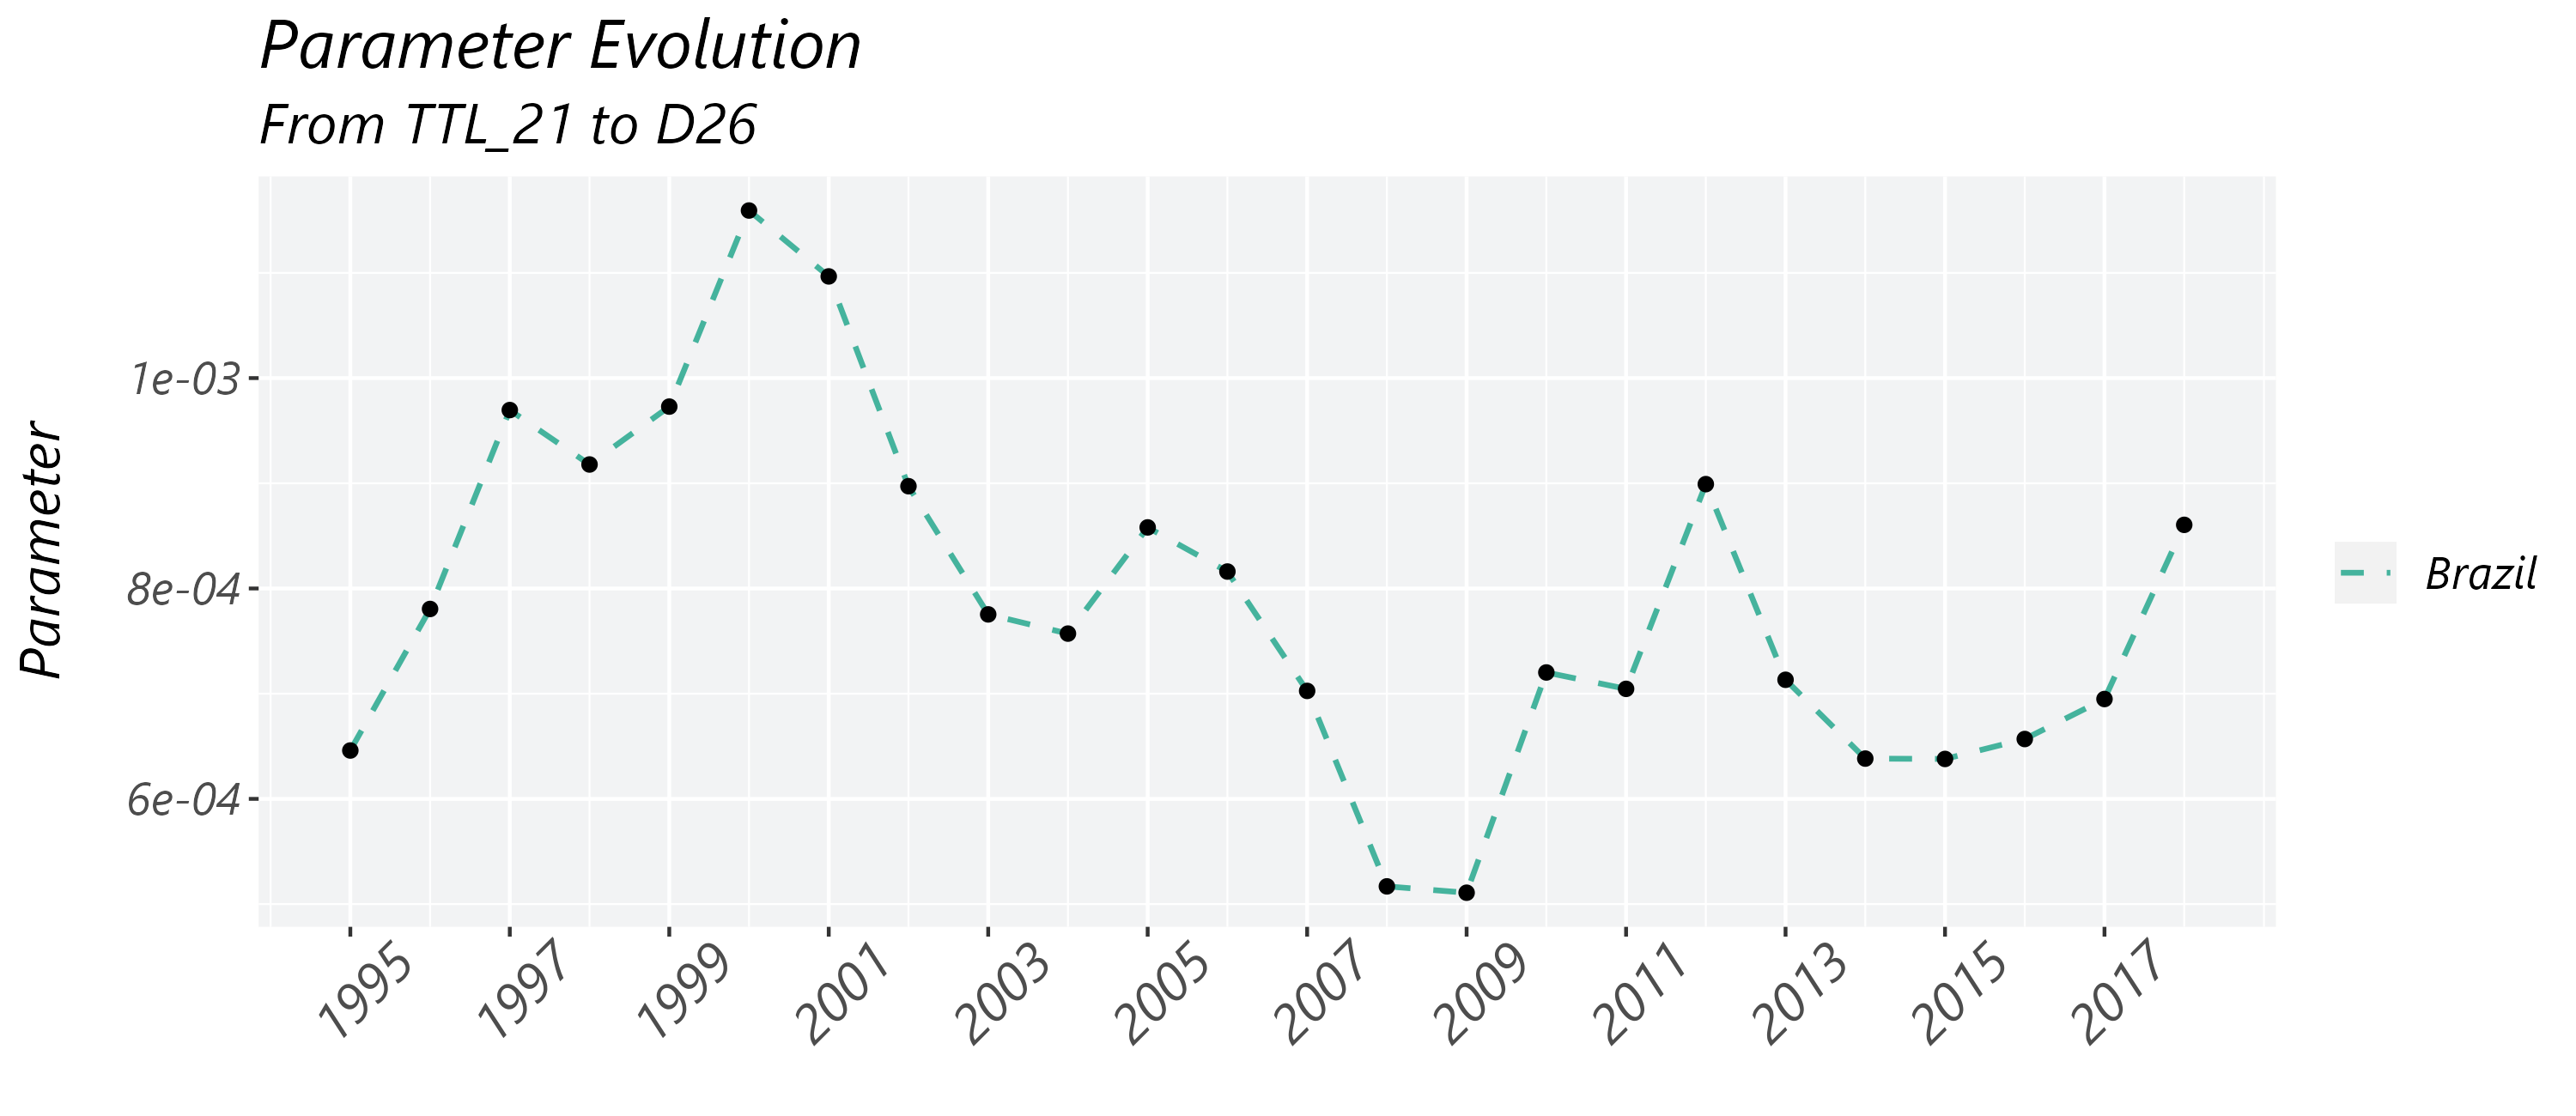 Parameter Evolution
From TTL_21 to D26
Parameter
1e-03
8e-04
6e-04
1995
1997
1999
2001
2003
2005
2007
2009
2011
2013
2015
2017
Brazil